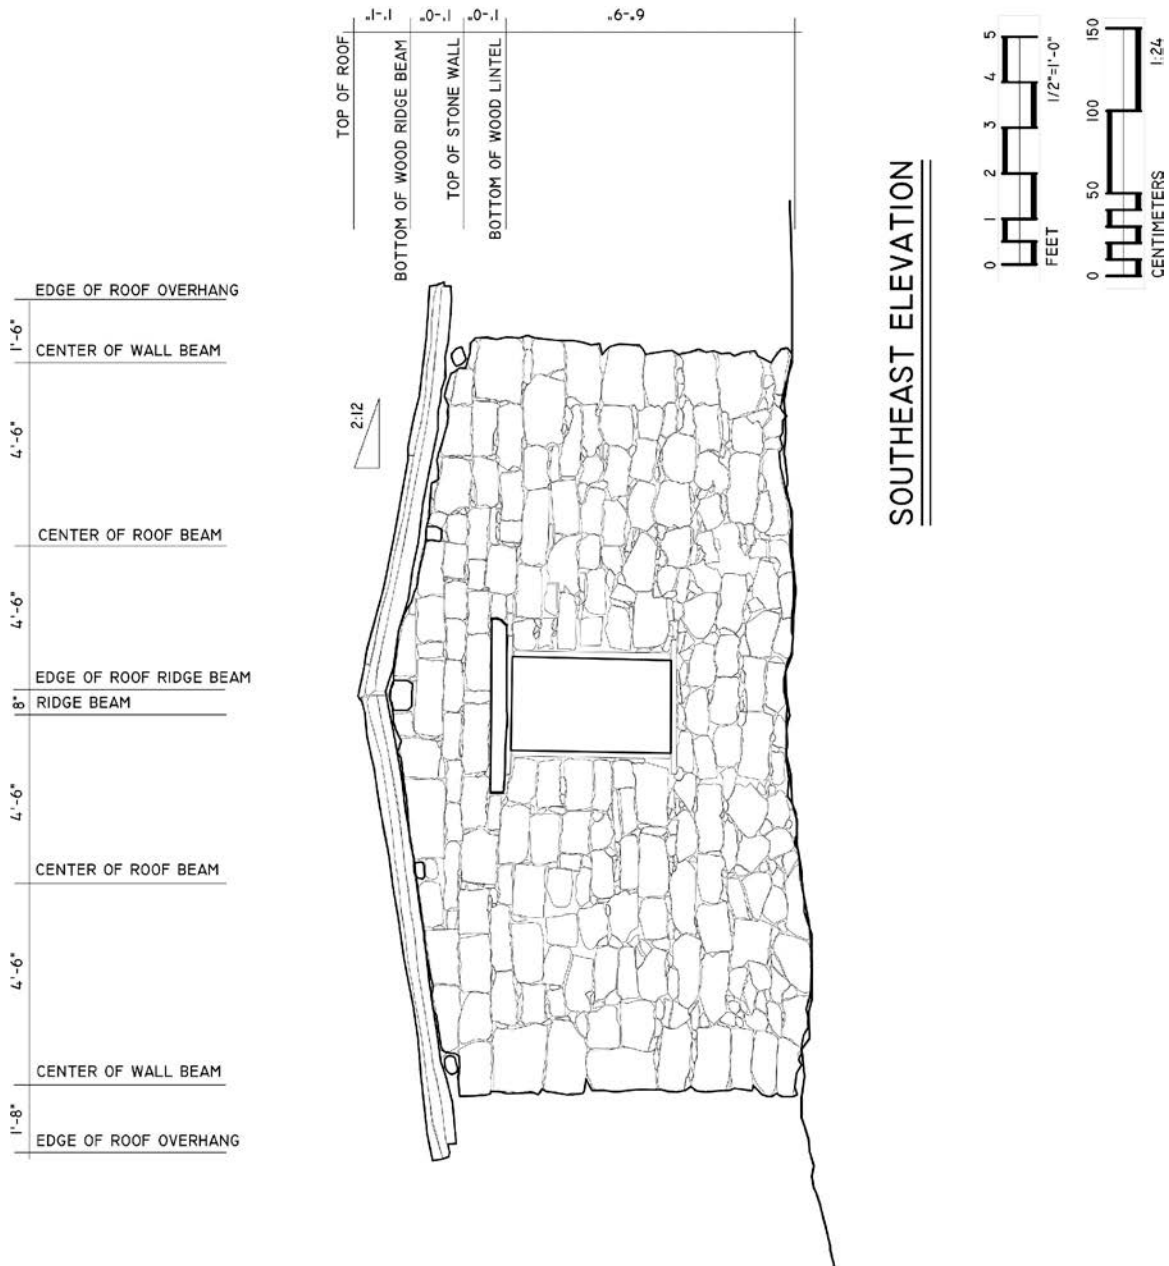 1'-1"
1'-0"
1'-0"
6'-9"
TOP OF ROOF
BOTTOM OF WOOD RIDGE BEAM
TOP OF STONE WALL
BOTTOM OF WOOD LINTEL
EDGE OF ROOF OVERHANG
1'-6"
CENTER OF WALL BEAM
4'-6"
CENTER OF ROOF BEAM
4'-6"
EDGE OF ROOF RIDGE BEAM
8"
RIDGE BEAM
4'-6"
CENTER OF ROOF BEAM
4'-6"
CENTER OF WALL BEAM
1'-8"
EDGE OF ROOF OVERHANG
2:12
SOUTHEAST ELEVATION
0 1 2 3 4 5
FEET 1/2"=1'-0"
0 50 100 150
CENTIMETERS 1:24